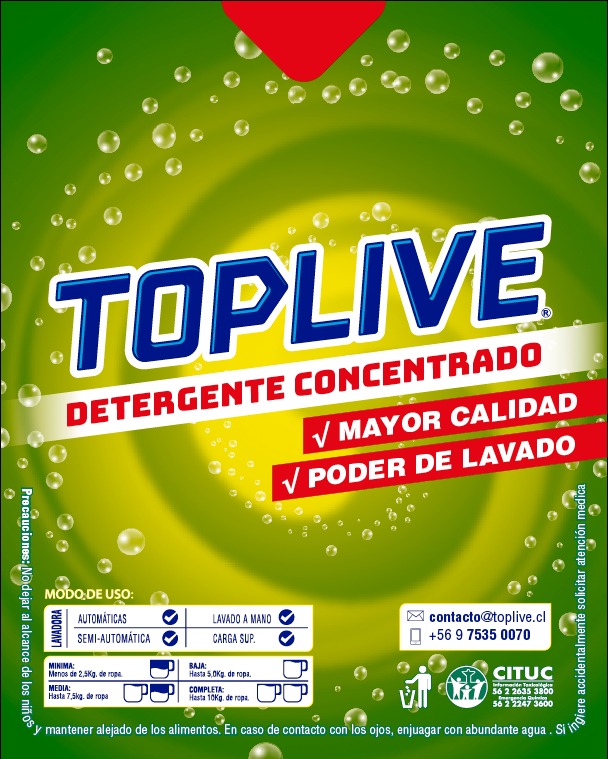 TOPLIVE®
DETERGENTE CONCENTRADO
√ MAYOR CALIDAD
√ PODER DE LAVADO
MODO DE USO:
LAVADORA
AUTOMÁTICAS
LAVADO A MANO
SEMI-AUTOMÁTICA
CARGA SUP.
MINIMA:
Menos de 2,5Kg. de ropa.
BAJA:
Hasta 5,0Kg. de ropa.
MEDIA:
Hasta 7,5kg. de ropa
COMPLETA:
Hasta 10Kg. de ropa.
contacto@toplive.cl
+56 9 7535 0070
CITUC
Información Toxicológica
56 2 2635 3800
Emergencia Química
56 2 2247 3600
Precauciones: No dejar al alcance de los niños y mantener alejado de los alimentos. En caso de contacto con los ojos, enjuagar con abundante agua . Si ingiere accidentalmente solicitar atención medica